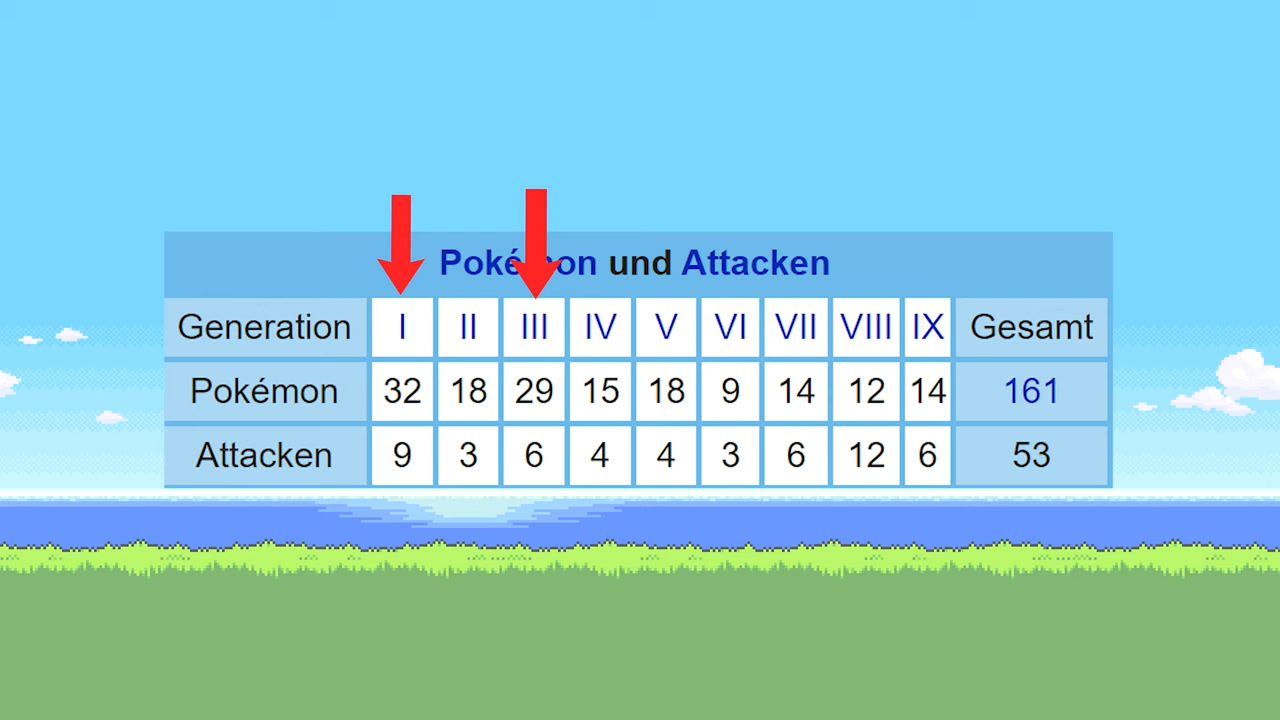 Pokémon und Attacken
Generation I II III IV V VI VII VIII IX Gesamt
Pokémon 32 18 29 15 18 9 14 12 14 161
Attacken 9 3 6 4 4 3 6 12 6 53